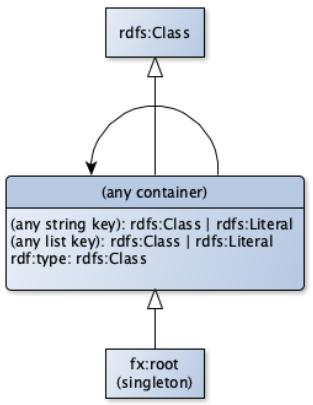 rdfs:Class
(any container)
(any string key): rdfs:Class | rdfs:Literal
(any list key): rdfs:Class | rdfs:Literal
rdf:type: rdfs:Class
fx:root
(singleton)